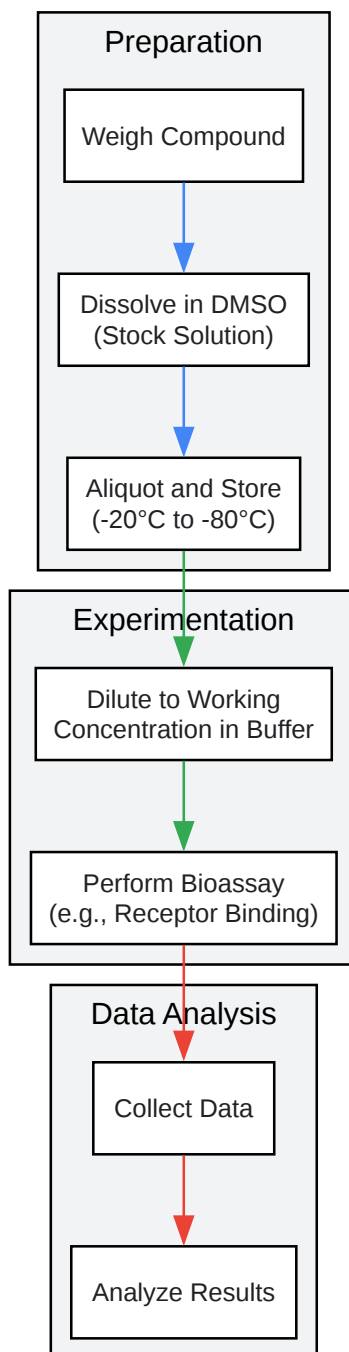 Preparation
Weigh Compound
Dissolve in DMSO
(Stock Solution)
Aliquot and Store
(-20°C to -80°C)
Experimentation
Dilute to Working
Concentration in Buffer
Perform Bioassay
(e.g., Receptor Binding)
Data Analysis
Collect Data
Analyze Results